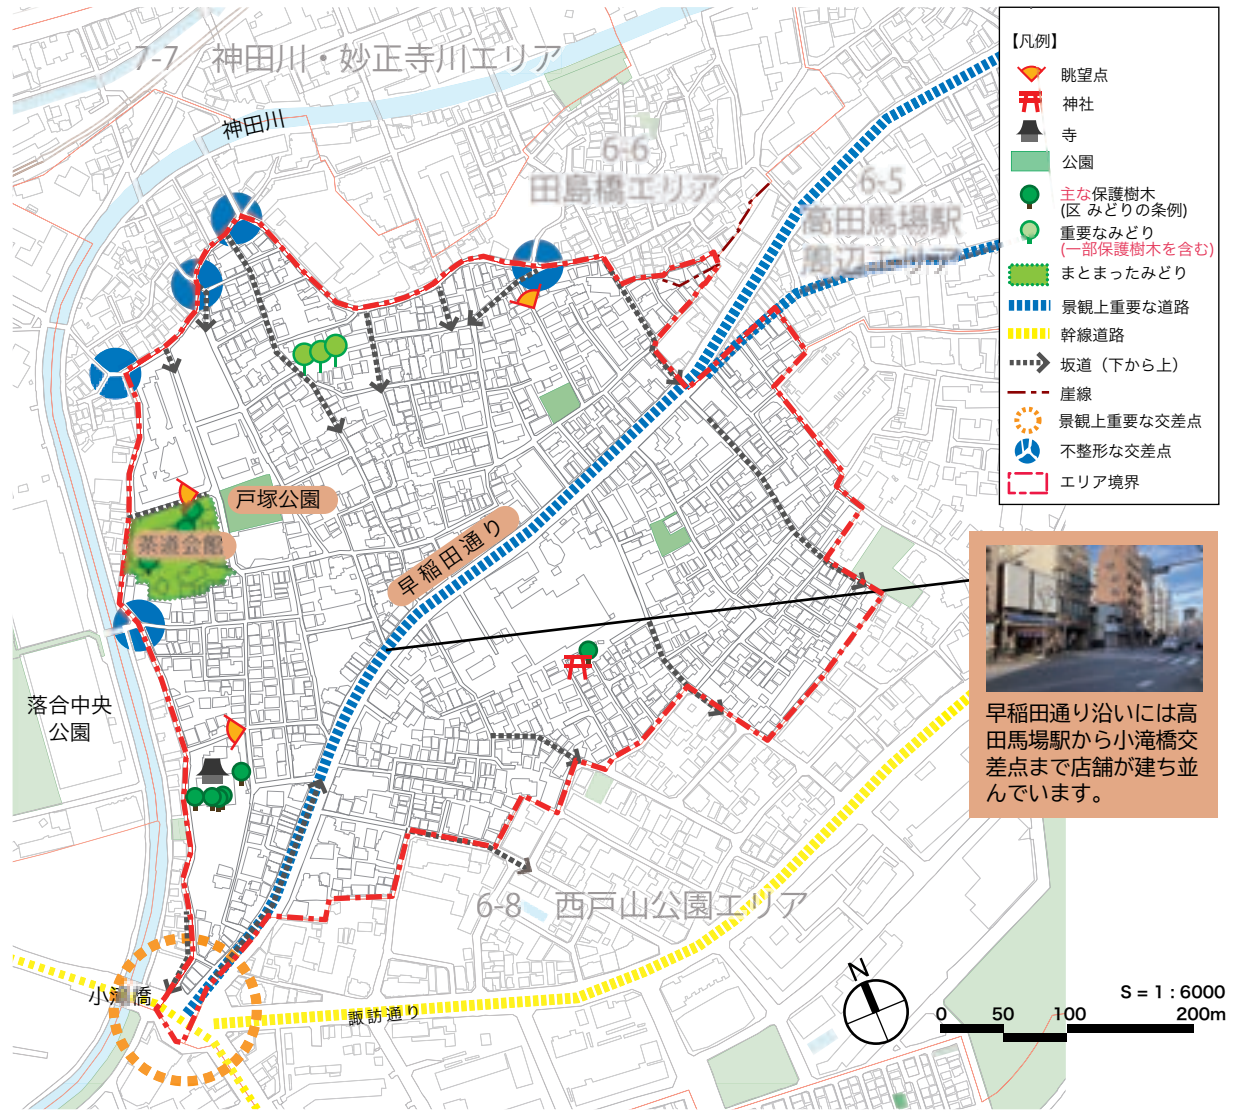 7-7 神田川・妙正寺川エリア
神田川
6-6
田島橋エリア
6-5
高田馬場駅
周辺エリア
【凡例】
眺望点
神社
寺
公園
主な保護樹木
(区 みどりの条例)
重要なみどり
(一部保護樹木を含む)
まとまったみどり
景観上重要な道路
幹線道路
坂道（下から上）
崖線
景観上重要な交差点
不整形な交差点
エリア境界
戸塚公園
茶道会館
早稲田通り
落合中央
公園
早稲田通り沿いには高
田馬場駅から小滝橋交
差点まで店舗が建ち並
んでいます。
6-8 西戸山公園エリア
小滝橋
諏訪通り
N
S = 1 : 6000
0 50 100 200m